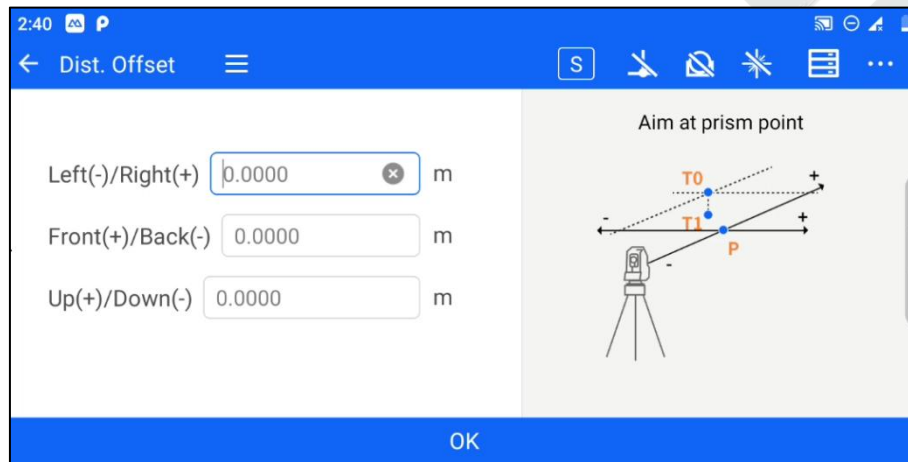 2:40
Dist. Offset
S
Left(-)/Right(+) 0.0000 m
Front(+)/Back(-) 0.0000 m
Up(+)/Down(-) 0.0000 m
Aim at prism point
T0
+
-
T1
+
P
-
OK